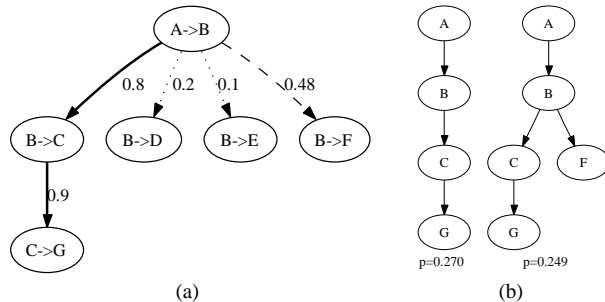 A->B
0.8
0.2
0.1
0.48
B->C
B->D
B->E
B->F
0.9
C->G
(a)
A
A
B
B
C
C
F
G
G
p=0.270
p=0.249
(b)